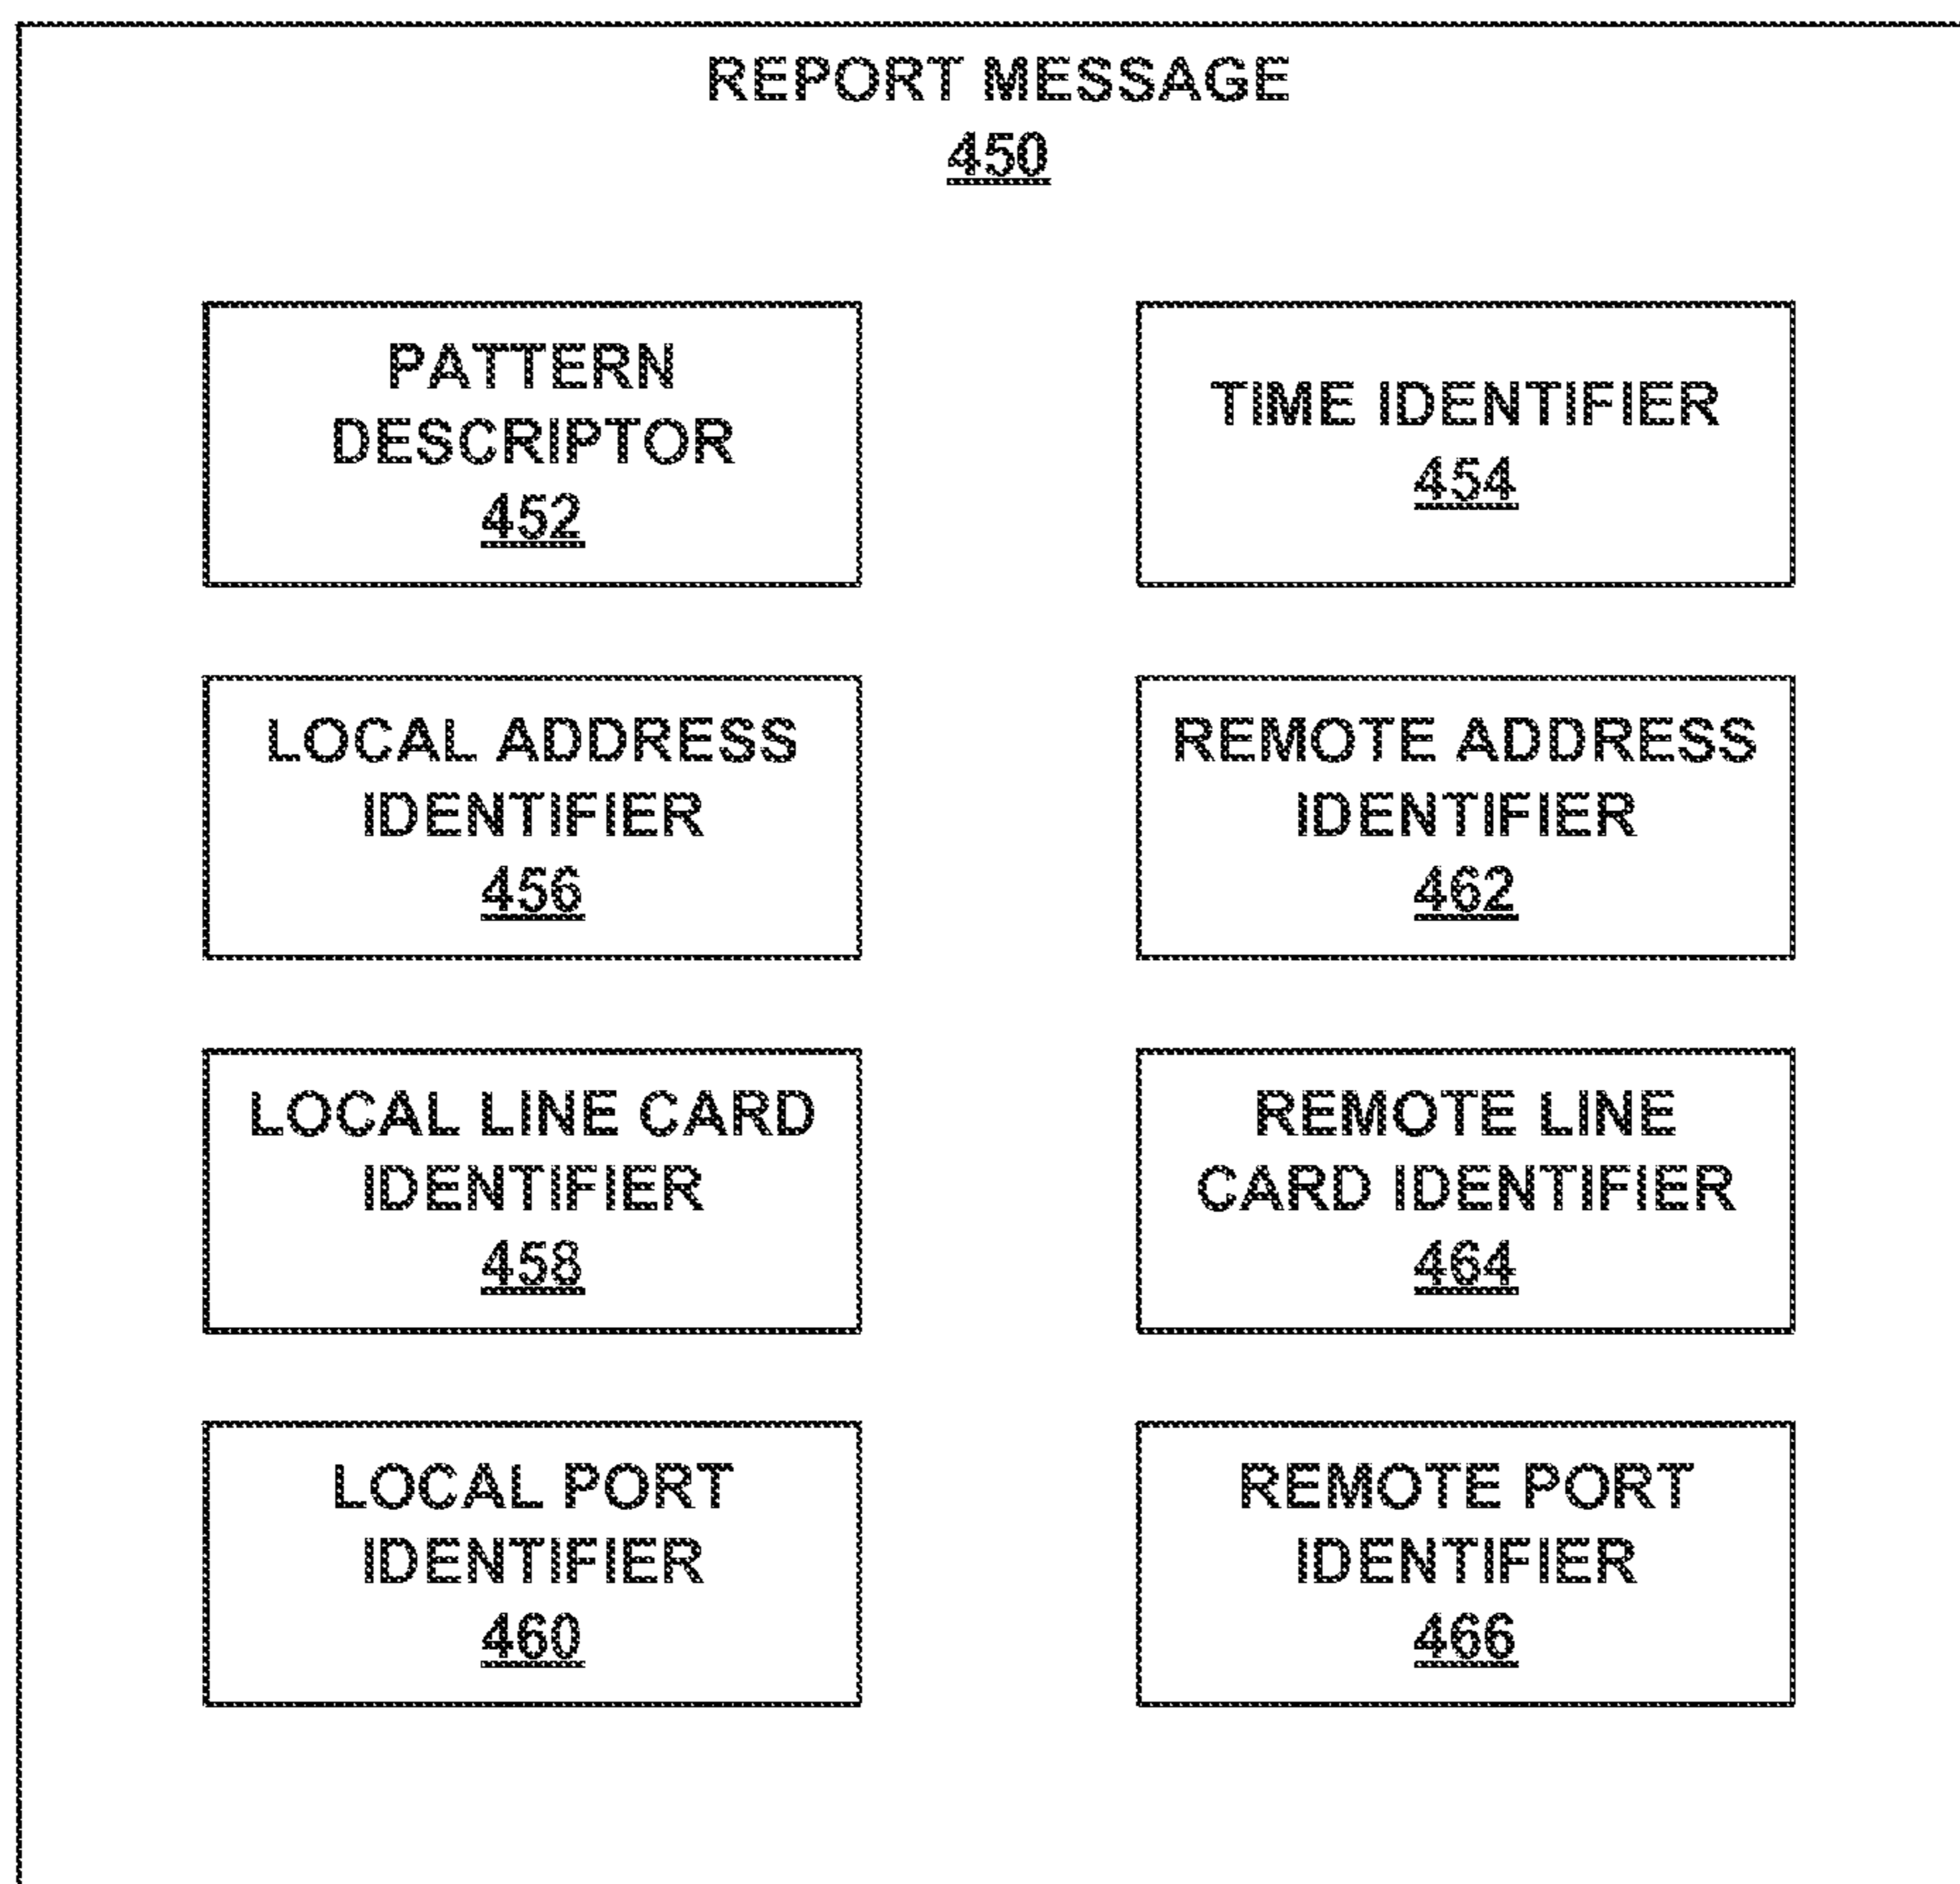 REPORT MESSAGE
450
PATTERN
DESCRIPTOR
452
TIME IDENTIFIER
454
LOCAL ADDRESS
IDENTIFIER
456
REMOTE ADDRESS
IDENTIFIER
462
LOCAL LINE CARD
IDENTIFIER
458
REMOTE LINE
CARD IDENTIFIER
464
LOCAL PORT
IDENTIFIER
460
REMOTE PORT
IDENTIFIER
466